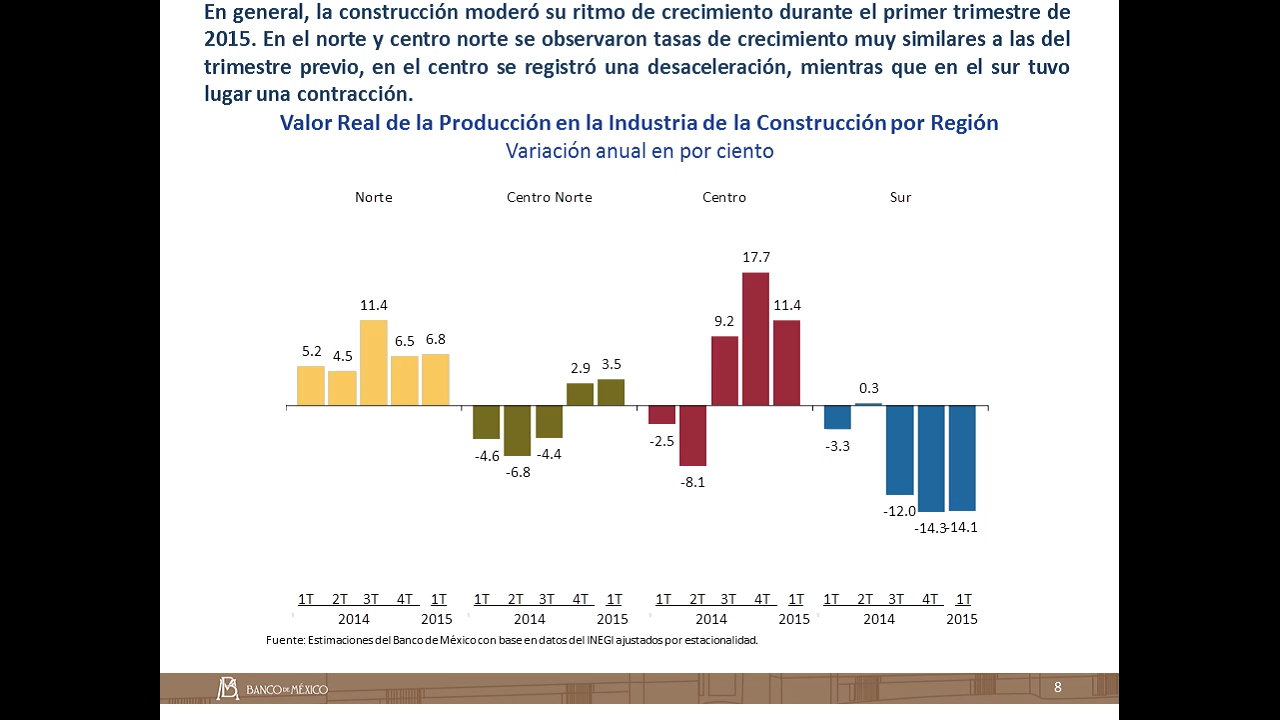 En general, la construcción moderó su ritmo de crecimiento durante el primer trimestre de
2015. En el norte y centro norte se observaron tasas de crecimiento muy similares a las del
trimestre previo, en el centro se registró una desaceleración, mientras que en el sur tuvo
lugar una contracción.
Valor Real de la Producción en la Industria de la Construcción por Región
Variación anual en por ciento
Norte Centro Norte Centro Sur
5.2 4.5 11.4 6.5 6.8
-4.6 -6.8 -4.4 2.9 3.5
-2.5 -8.1 9.2 17.7 11.4
-3.3 0.3 -12.0 -14.3 -14.1
1T 2T 3T 4T 1T 1T 2T 3T 4T 1T 1T 2T 3T 4T 1T 1T 2T 3T 4T 1T
2014 2015 2014 2015 2014 2015 2014 2015
Fuente: Estimaciones del Banco de México con base en datos del INEGI ajustados por estacionalidad.
BANCO DE MÉXICO
8